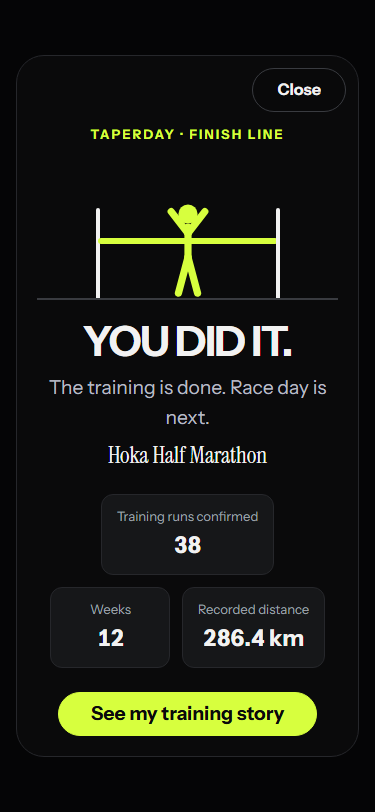 Close
TAPERDAY · FINISH LINE
YOU DID IT.
The training is done. Race day is
next.
Hoka Half Marathon
Training runs confirmed
38
Weeks
12
Recorded distance
286.4 km
See my training story